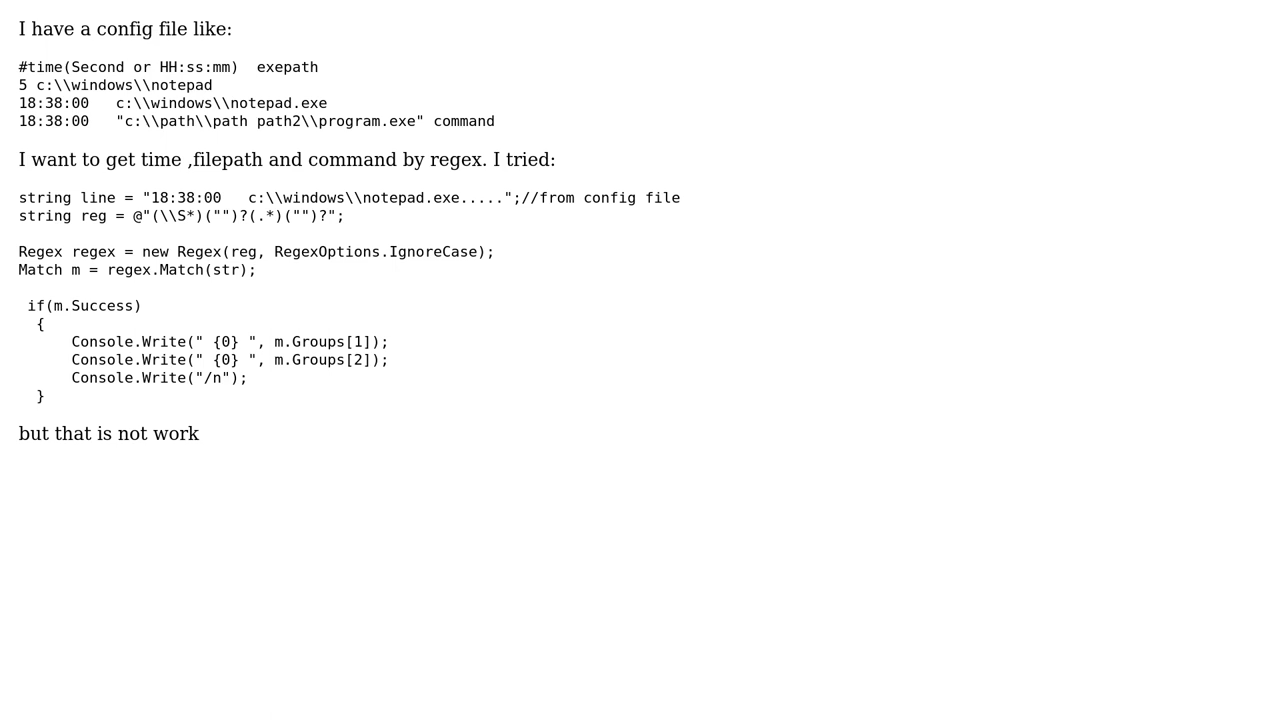 I have a config file like:
#time(Second or HH:ss:mm)  exepath
5 c:\\windows\\notepad
18:38:00   c:\\windows\\notepad.exe
18:38:00   "c:\\path\\path path2\\program.exe" command
I want to get time ,filepath and command by regex. I tried:
string line = "18:38:00   c:\\windows\\notepad.exe.....";//from config file
string reg = @"(\\S*)("")?(.*)("")?";
Regex regex = new Regex(reg, RegexOptions.IgnoreCase);
Match m = regex.Match(str);
 if(m.Success)
  {
      Console.Write(" {0} ", m.Groups[1]);
      Console.Write(" {0} ", m.Groups[2]);
      Console.Write("/n");
  }
but that is not work